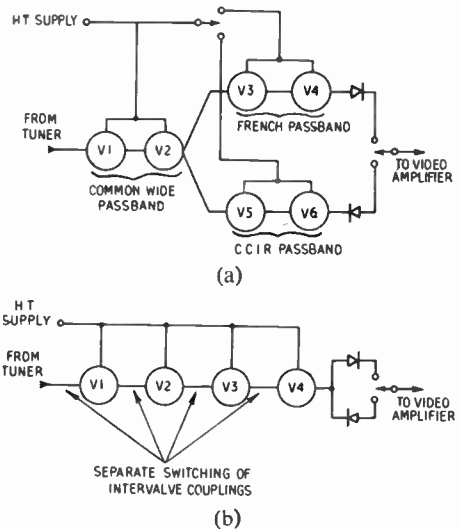 HT SUPPLY
V3
V4
FROM
TUNER
FRENCH PASSBAND
V1
V2
COMMON WIDE
PASSBAND
TO VIDEO
AMPLIFIER
V5
V6
CCIR PASSBAND
(a)
HT
SUPPLY
FROM
TUNER
V1
V2
V3
V4
TO VIDEO
AMPLIFIER
SEPARATE SWITCHING OF
INTERVALVE COUPLINGS
(b)